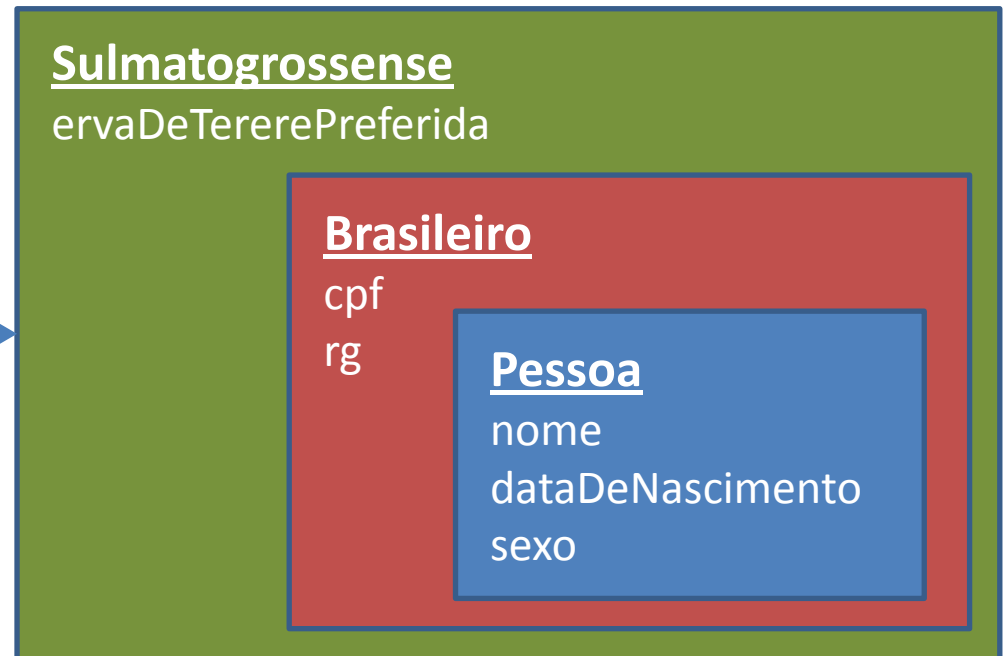 Sulmatogrossense
ervaDeTererePreferida
Brasileiro
cpf
rg
Pessoa
nome
dataDeNascimento
sexo